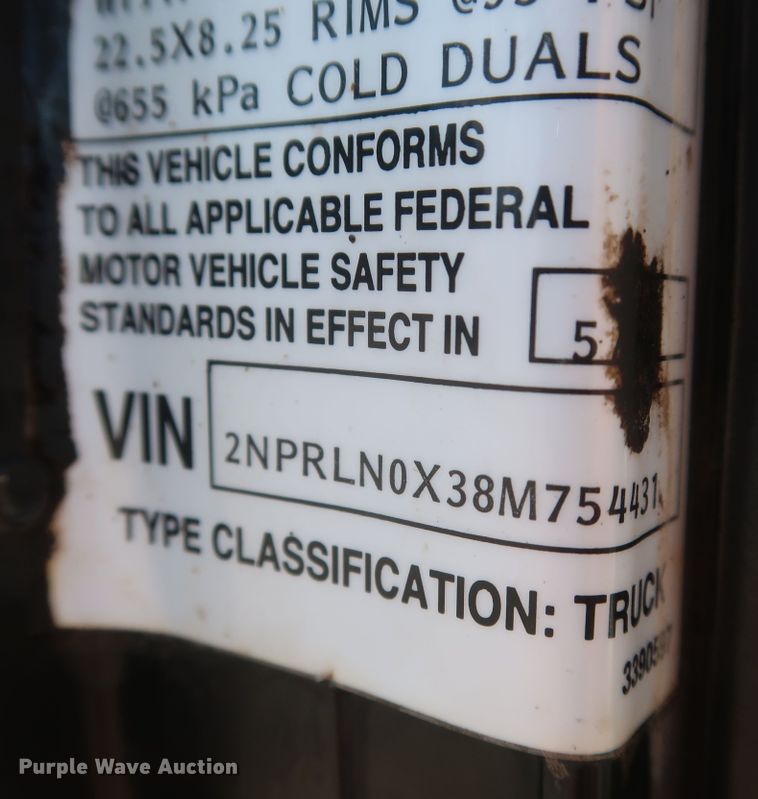 22.5X8.25 RIMS
@655 kPa COLD DUALS
THIS VEHICLE CONFORMS
TO ALL APPLICABLE FEDERAL
MOTOR VEHICLE SAFETY
STANDARDS IN EFFECT IN
5
VIN 2NPRLN0X38M754431
TYPE CLASSIFICATION: TRUCK
Purple Wave Auction